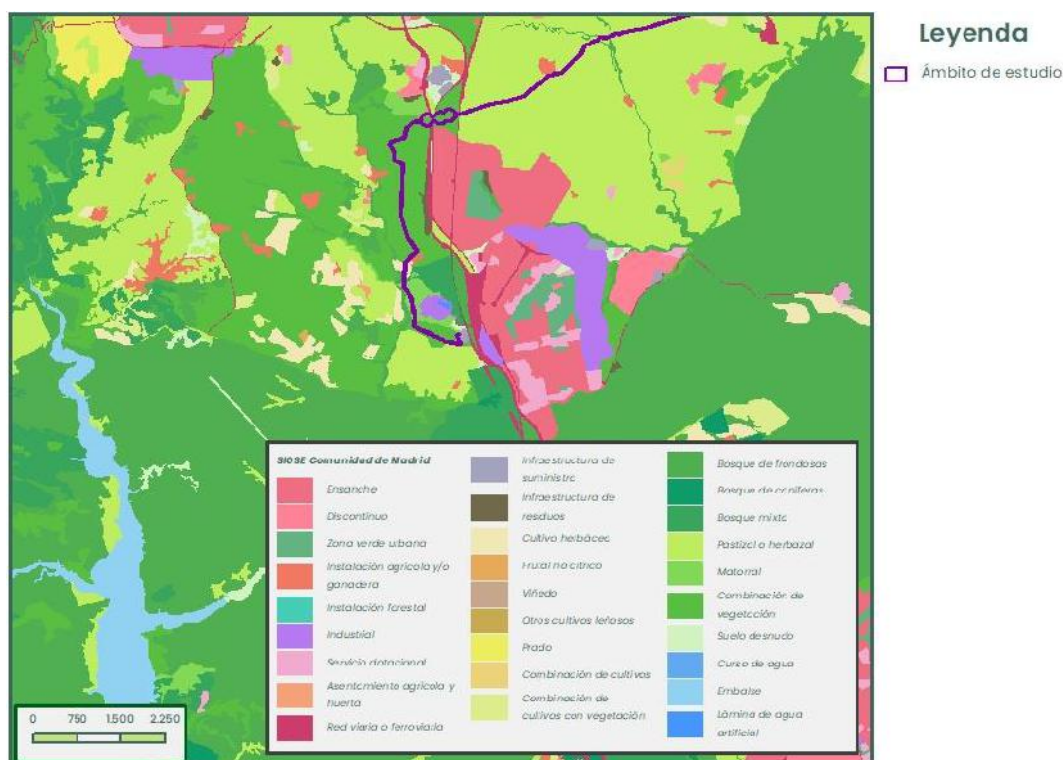 Leyenda
Ámbito de estudio
SIOSE Comunidad de Madrid
Ensanche
Discontinuo
Zona verde urbana
Instalación agrícola y/o
ganadera
Instalación forestal
Industrial
Servicio dotacional
Asentamiento agrícola y
huerta
Red viaria o ferroviaria
Infraestructura de
suministro
Infraestructura de
residuos
Cultivo herbáceo
Frutal no cítrico
Viñedo
Otros cultivos leñosos
Prado
Combinación de cultivos
Combinación de
cultivos con vegetación
Bosque de frondosas
Bosque de coníferas
Bosque mixto
Pastizal o herbazal
Matorral
Combinación de
vegetación
Suelo desnudo
Curso de agua
Embalse
Lámina de agua
artificial
0 750 1.500 2.250